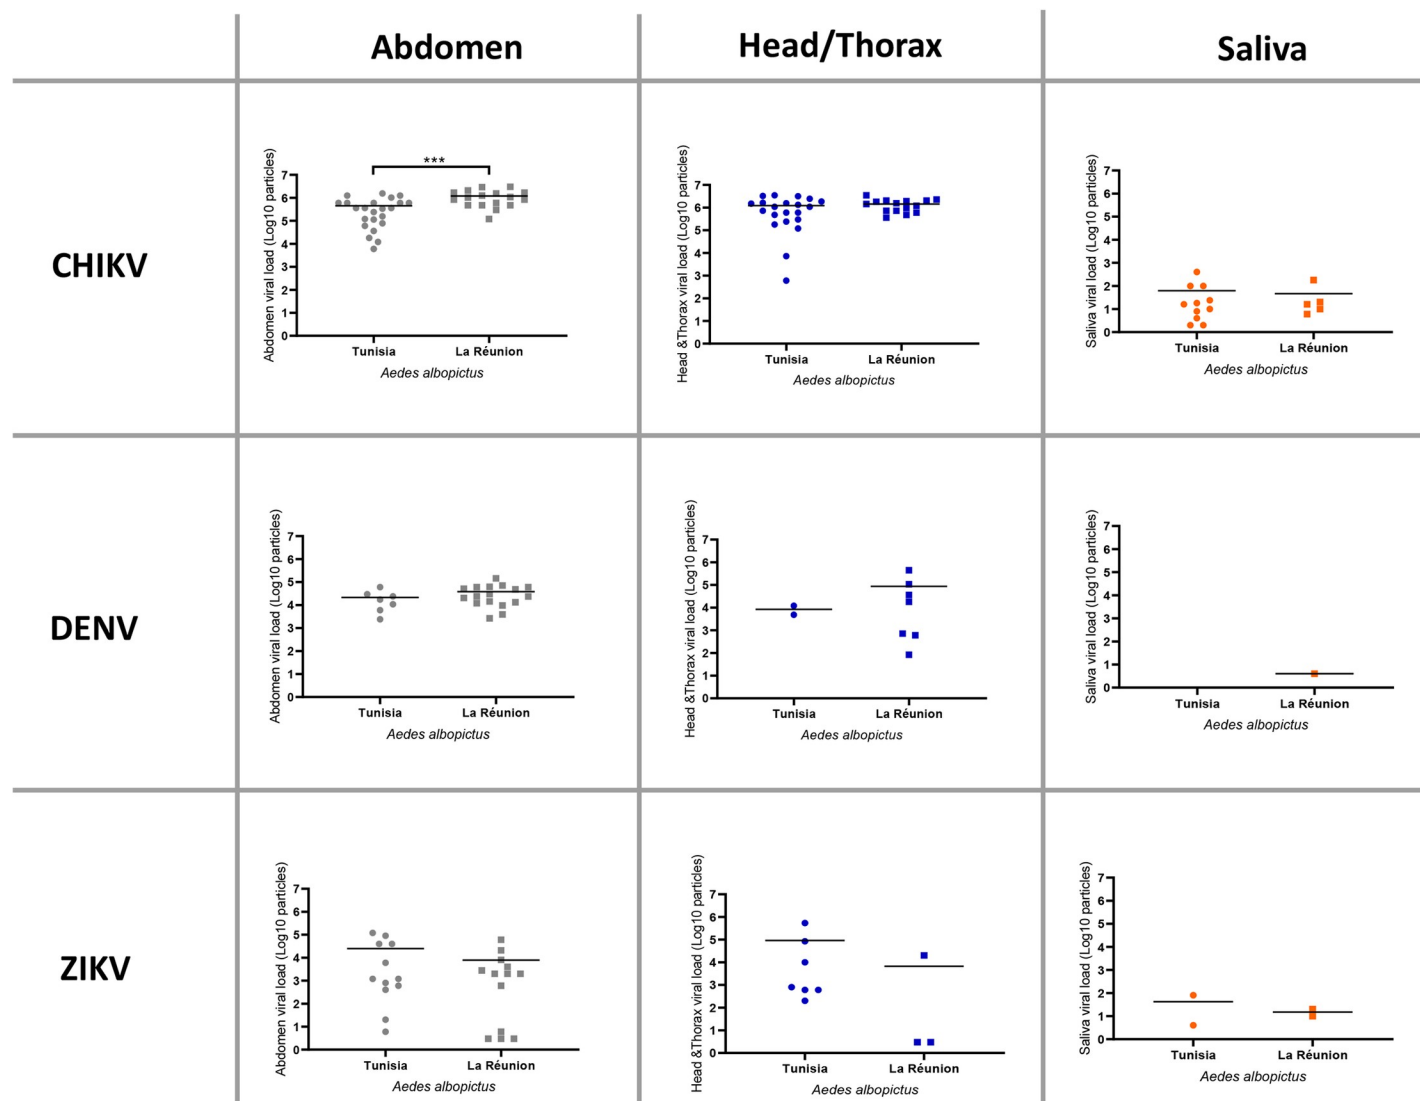 Abdomen Head/Thorax Saliva
CHIKV
Abdomen viral load (Log10 particles)
7
6
5
4
3
2
1
0
***
Tunisia La Réunion
Aedes albopictus
Head &Thorax viral load (Log10 particles)
7
6
5
4
3
2
1
0
Tunisia La Réunion
Aedes albopictus
Saliva viral load (Log10 particles)
7
6
5
4
3
2
1
0
Tunisia La Réunion
Aedes albopictus
DENV
Abdomen viral load (Log10 particles)
7
6
5
4
3
2
1
0
Tunisia La Réunion
Aedes albopictus
Head &Thorax viral load (Log10 particles)
7
6
5
4
3
2
1
0
Tunisia La Réunion
Aedes albopictus
Saliva viral load (Log10 particles)
7
6
5
4
3
2
1
0
Tunisia La Réunion
Aedes albopictus
ZIKV
Abdomen viral load (Log10 particles)
7
6
5
4
3
2
1
0
Tunisia La Réunion
Aedes albopictus
Head &Thorax viral load (Log10 particles)
7
6
5
4
3
2
1
0
Tunisia La Réunion
Aedes albopictus
Saliva viral load (Log10 particles)
7
6
5
4
3
2
1
0
Tunisia La Réunion
Aedes albopictus